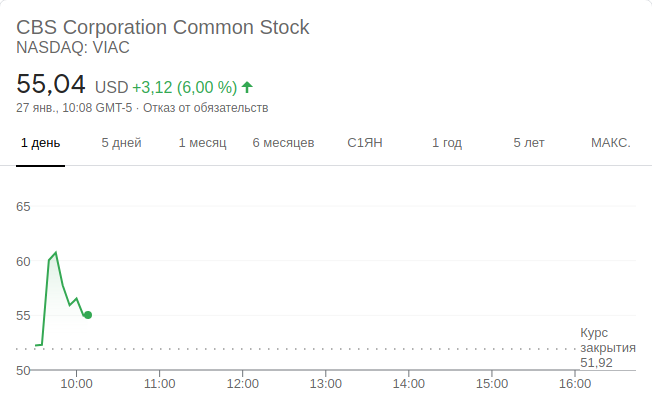 CBS Corporation Common Stock
NASDAQ: VIAC
55,04 USD +3,12 (6,00 %)
27 янв., 10:08 GMT-5 · Отказ от обязательств
1 день 5 дней 1 месяц 6 месяцев С1ЯН 1 год 5 лет МАКС.
65
60
55
50
Курс
закрытия
51,92
10:00 11:00 12:00 13:00 14:00 15:00 16:00